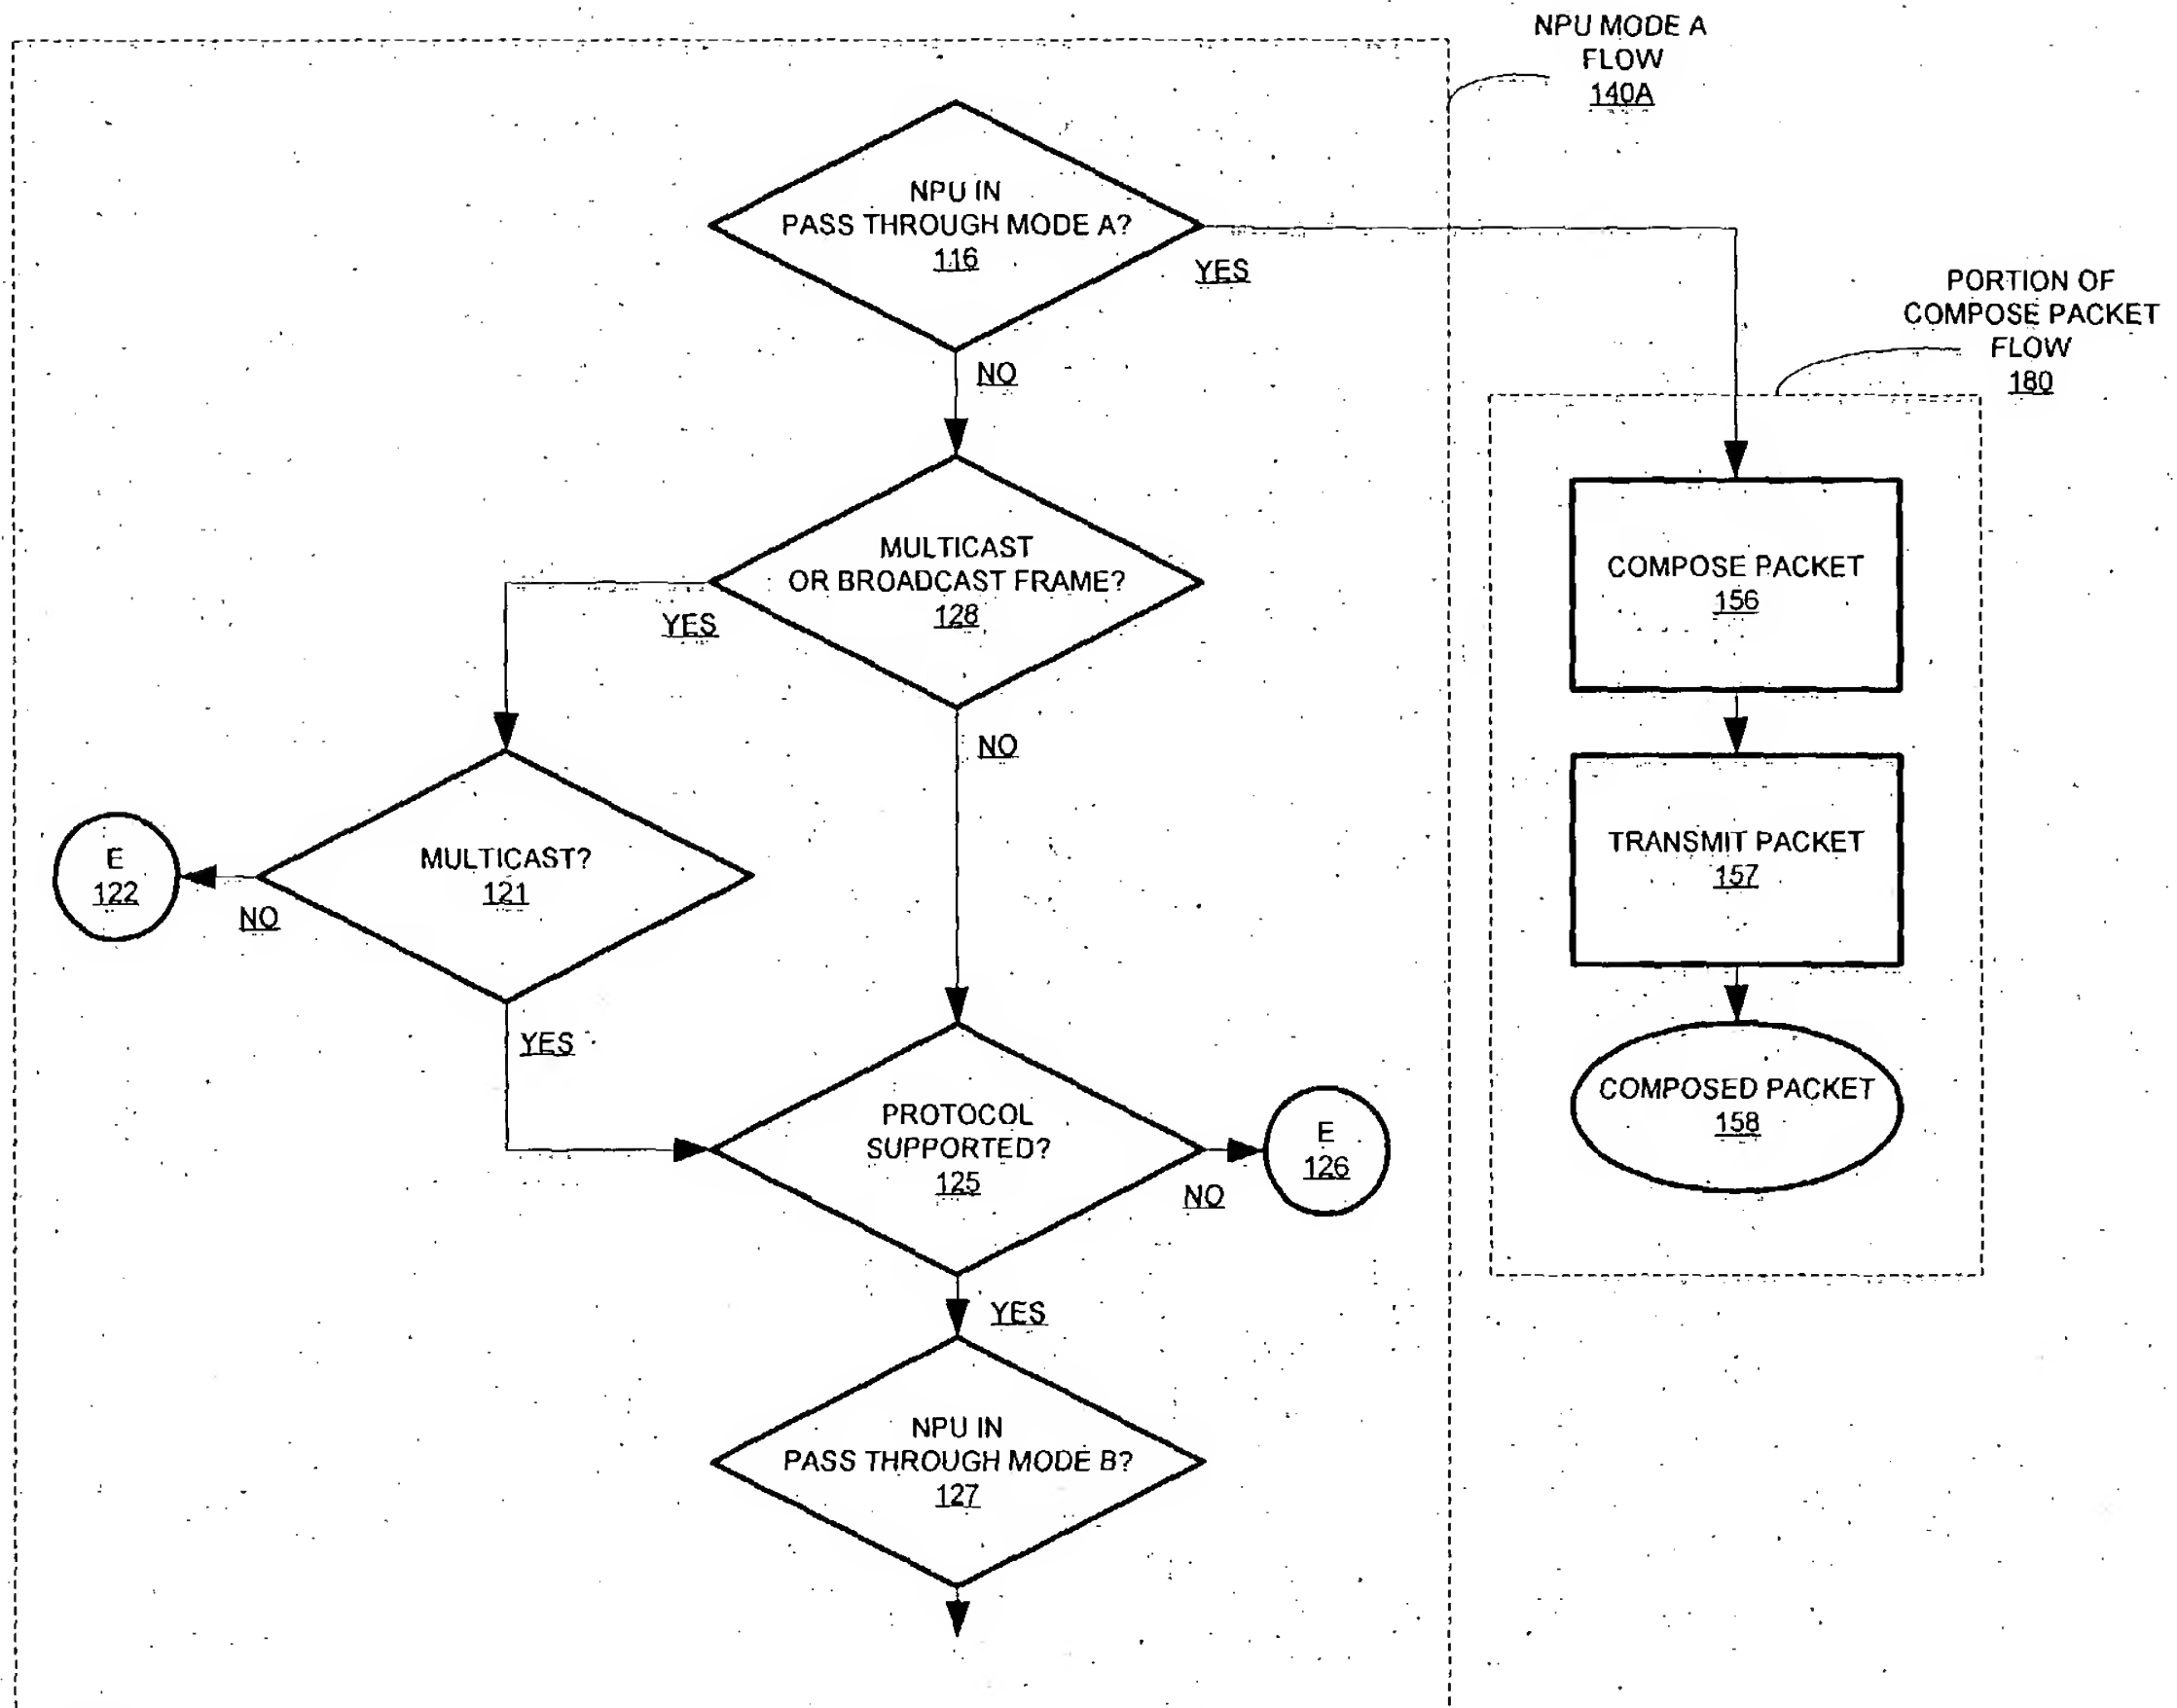 NPU MODE A
FLOW
140A
NPU IN
PASS THROUGH MODE A?
116
YES
NO
PORTION OF
COMPOSE PACKET
FLOW
180
MULTICAST
OR BROADCAST FRAME?
128
YES
NO
COMPOSE PACKET
156
MULTICAST?
121
E
122
NO
YES
TRANSMIT PACKET
157
PROTOCOL
SUPPORTED?
125
E
126
NO
YES
COMPOSED PACKET
158
NPU IN
PASS THROUGH MODE B?
127